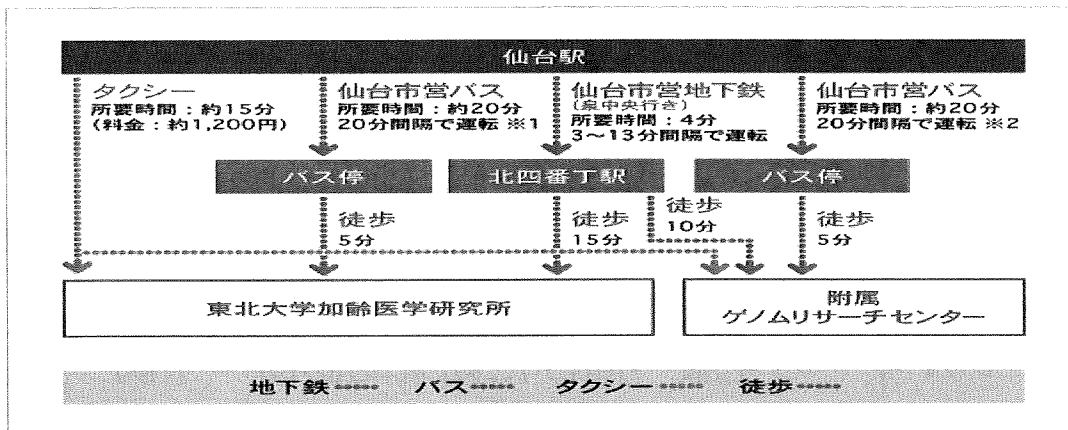 仙台駅
タクシー
所要時間：約15分
(料金：約1,200円)
仙台市営バス
所要時間：約20分
20分間隔で運転 ※1
仙台市営地下鉄
(泉中央行き)
所要時間：4分
3～13分間隔で運転
仙台市営バス
所要時間：約20分
20分間隔で運転 ※2
バス停
北四番丁駅
バス停
徒歩
5分
徒歩
15分
徒歩
10分
徒歩
5分
東北大学加齢医学研究所
附属
ゲノムリサーチセンター
地下鉄 バス タクシー 徒歩